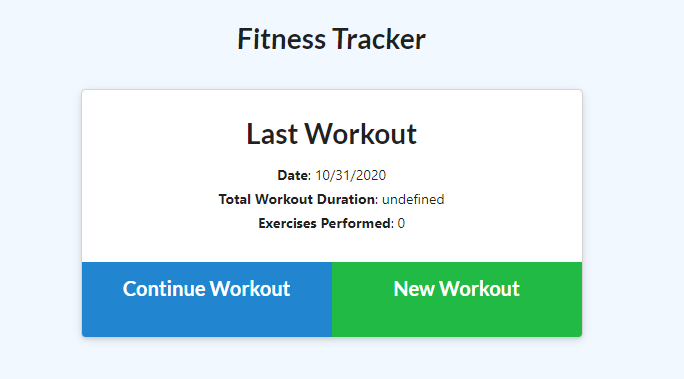 Fitness Tracker
Last Workout
Date: 10/31/2020
Total Workout Duration: undefined
Exercises Performed: 0
Continue Workout
New Workout